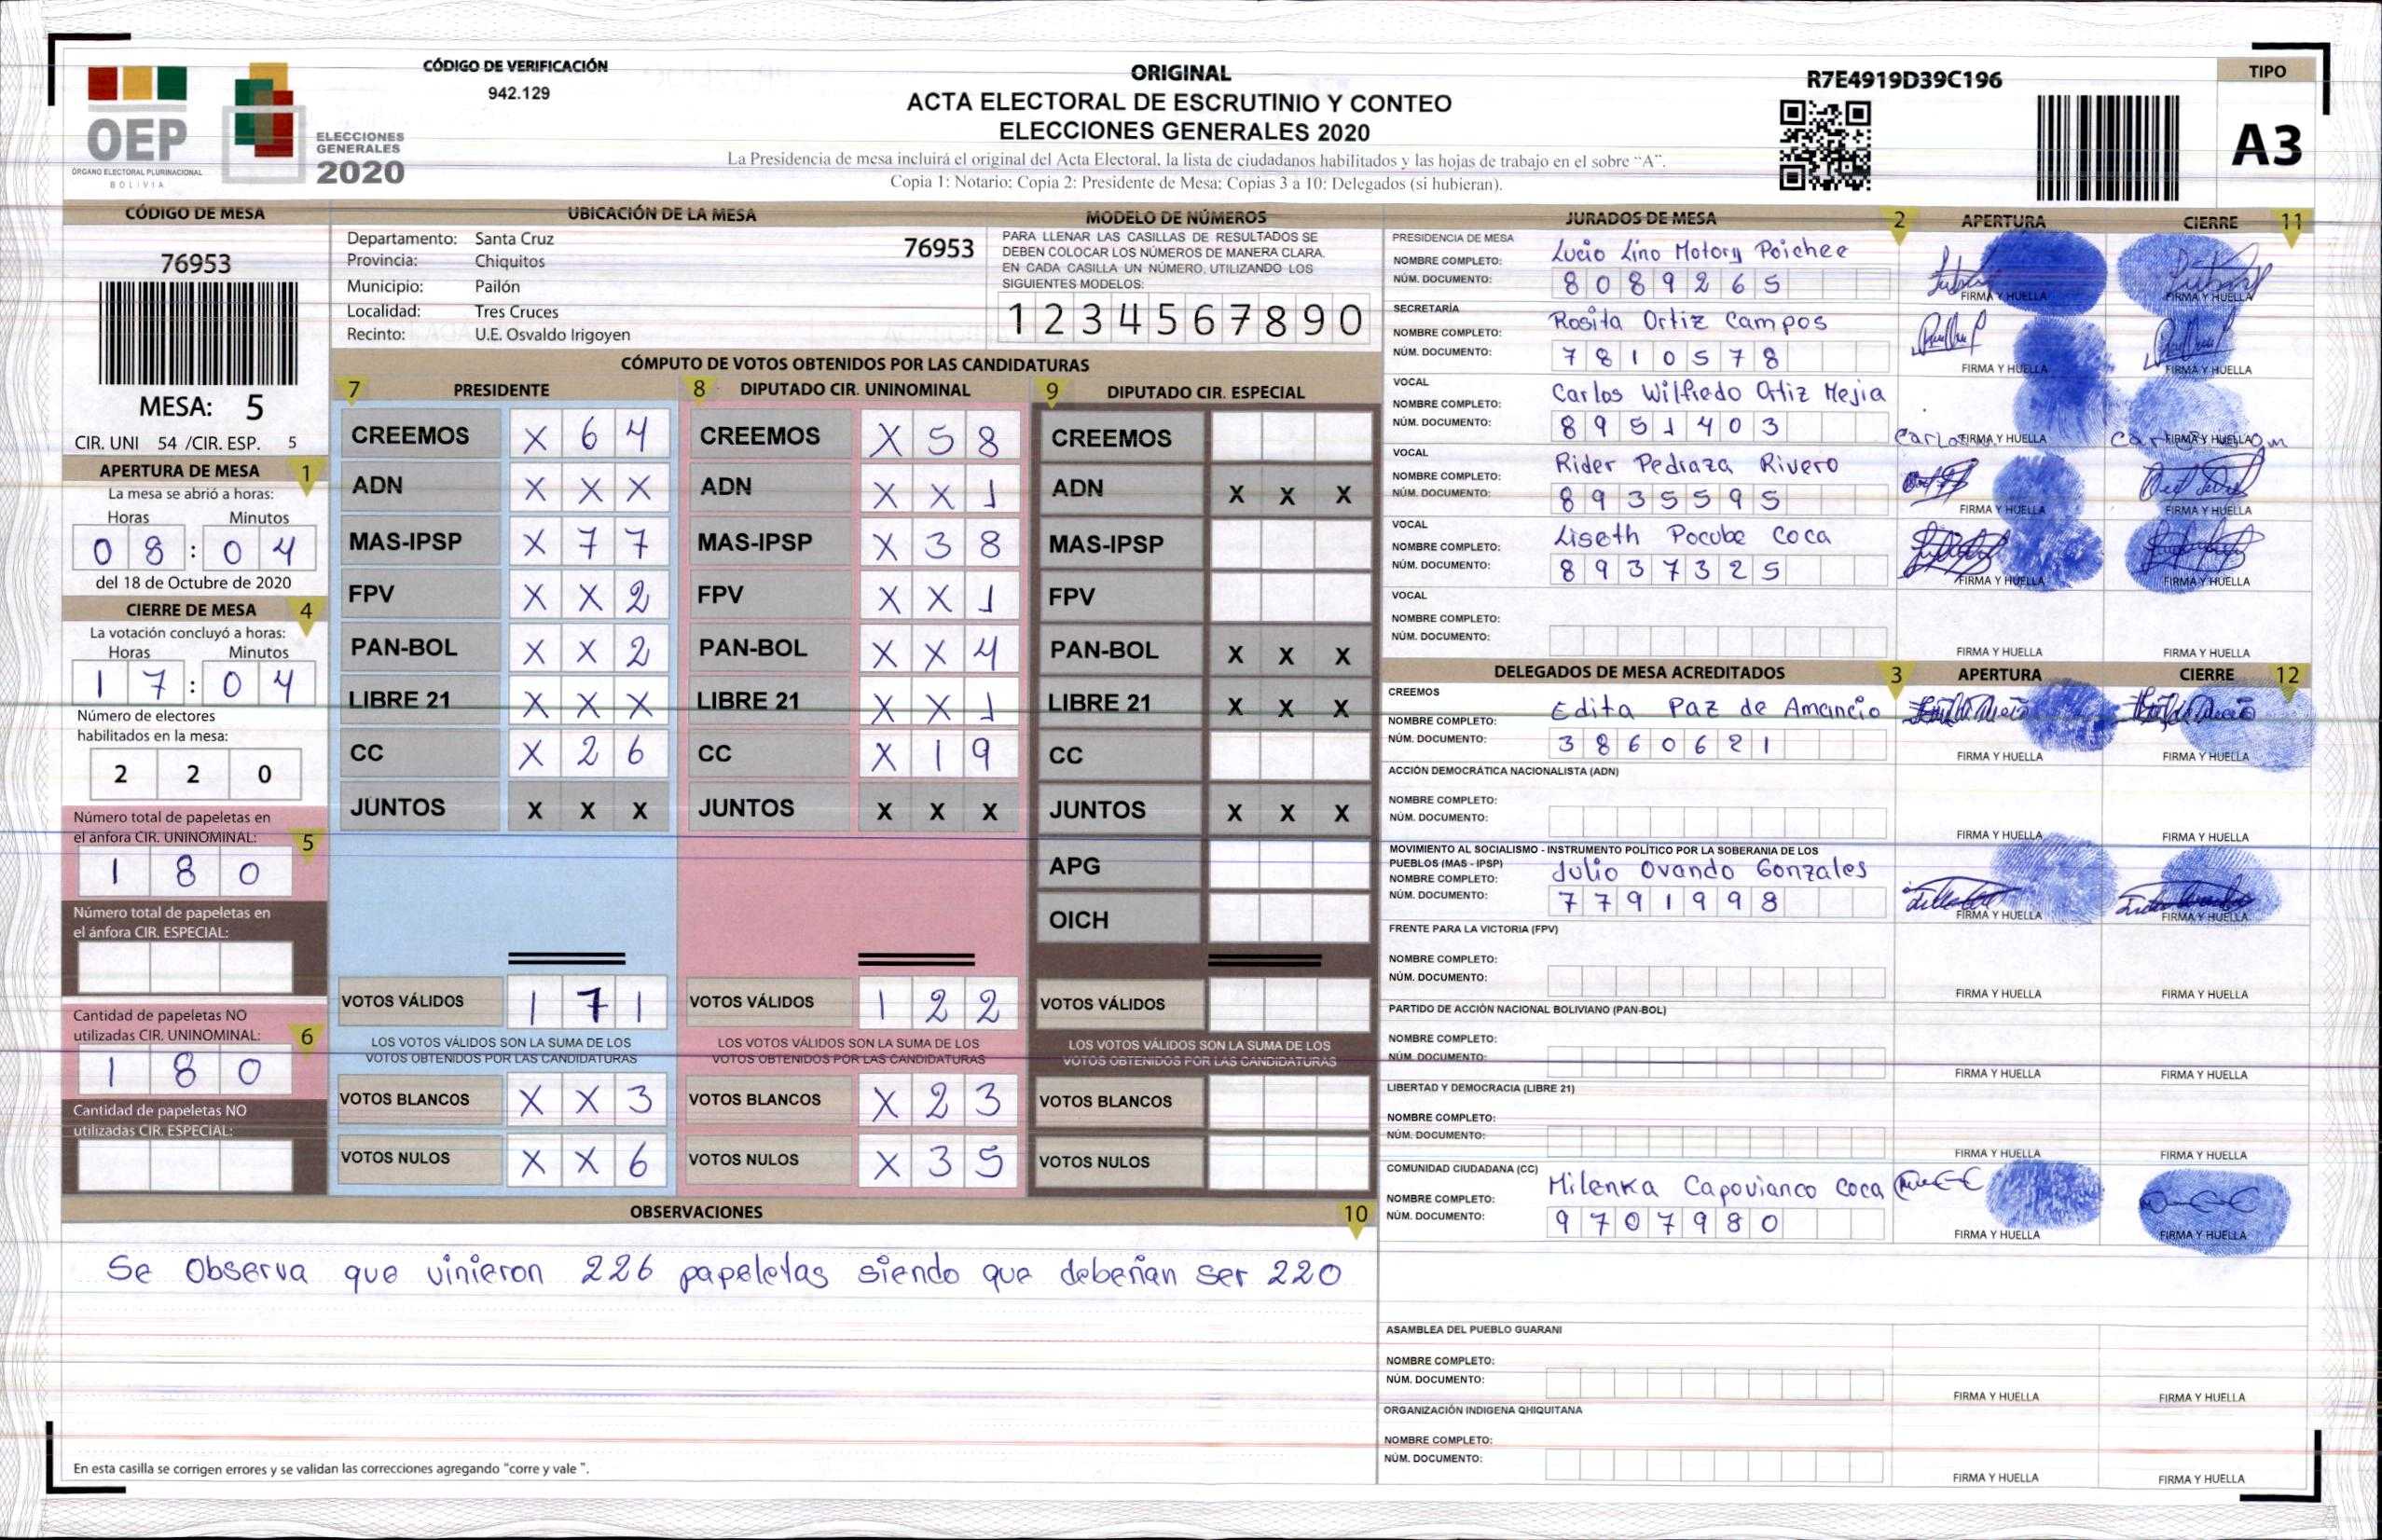 CÓDIGO DE VERIFICACIÓN
942.129
OEP
ÓRGANO ELECTORAL PLURINACIONAL
BOLIVIA
ELECCIONES
GENERALES
2020
ORIGINAL
ACTA ELECTORAL DE ESCRUTINIO Y CONTEO
ELECCIONES GENERALES 2020
La Presidencia de mesa incluirá el original del Acta Electoral, la lista de ciudadanos habilitados y las hojas de trabajo en el sobre "A".
Copia 1: Notario; Copia 2: Presidente de Mesa; Copias 3 a 10: Delegados (si hubieran).
R7E4919D39C196
TIPO
A3
CÓDIGO DE MESA
76953
MESA: 5
CIR. UNI 54 /CIR. ESP. 5
APERTURA DE MESA 1
La mesa se abrió a horas:
Horas Minutos
0 8 : 0 4
del 18 de Octubre de 2020
CIERRE DE MESA 4
La votación concluyó a horas:
Horas Minutos
1 7 : 0 4
Número de electores
habilitados en la mesa:
2 2 0
Número total de papeletas en
el ánfora CIR. UNINOMINAL: 5
1 8 0
Número total de papeletas en
el ánfora CIR. ESPECIAL:
Cantidad de papeletas NO
utilizadas CIR. UNINOMINAL: 6
1 8 0
Cantidad de papeletas NO
utilizadas CIR. ESPECIAL:
UBICACIÓN DE LA MESA
Departamento: Santa Cruz 76953
Provincia: Chiquitos
Municipio: Pailón
Localidad: Tres Cruces
Recinto: U.E. Osvaldo Irigoyen
MODELO DE NÚMEROS
PARA LLENAR LAS CASILLAS DE RESULTADOS SE
DEBEN COLOCAR LOS NÚMEROS DE MANERA CLARA.
EN CADA CASILLA UN NÚMERO, UTILIZANDO LOS
SIGUIENTES MODELOS:
1 2 3 4 5 6 7 8 9 0
CÓMPUTO DE VOTOS OBTENIDOS POR LAS CANDIDATURAS
7 PRESIDENTE
CREEMOS X 6 4
ADN X X X
MAS-IPSP X 7 7
FPV X X 2
PAN-BOL X X 2
LIBRE 21 X X X
CC X 2 6
JUNTOS X X X
VOTOS VÁLIDOS 1 7 1
LOS VOTOS VÁLIDOS SON LA SUMA DE LOS
VOTOS OBTENIDOS POR LAS CANDIDATURAS
VOTOS BLANCOS X X 3
VOTOS NULOS X X 6
8 DIPUTADO CIR. UNINOMINAL
CREEMOS X 5 8
ADN X X 1
MAS-IPSP X 3 8
FPV X X 1
PAN-BOL X X 4
LIBRE 21 X X 1
CC X 1 9
JUNTOS X X X
VOTOS VÁLIDOS 1 2 2
LOS VOTOS VÁLIDOS SON LA SUMA DE LOS
VOTOS OBTENIDOS POR LAS CANDIDATURAS
VOTOS BLANCOS X 2 3
VOTOS NULOS X 3 5
9 DIPUTADO CIR. ESPECIAL
CREEMOS
ADN X X X
MAS-IPSP
FPV
PAN-BOL X X X
LIBRE 21 X X X
CC
JUNTOS X X X
APG
OICH
VOTOS VÁLIDOS
LOS VOTOS VÁLIDOS SON LA SUMA DE LOS
VOTOS OBTENIDOS POR LAS CANDIDATURAS
VOTOS BLANCOS
VOTOS NULOS
OBSERVACIONES 10
Se Observa que vinieron 226 papeletas siendo que deberían ser 220
En esta casilla se corrigen errores y se validan las correcciones agregando "corre y vale ".
JURADOS DE MESA 2 APERTURA CIERRE 11
PRESIDENCIA DE MESA
NOMBRE COMPLETO: Lucio Lino Motory Poichee
NÚM. DOCUMENTO: 8 0 8 9 2 6 5
FIRMA Y HUELLA FIRMA Y HUELLA
SECRETARÍA
NOMBRE COMPLETO: Rosita Ortiz Campos
NÚM. DOCUMENTO: 7 8 1 0 5 7 8
FIRMA Y HUELLA FIRMA Y HUELLA
VOCAL
NOMBRE COMPLETO: Carlos Wilfredo Ortiz Mejia
NÚM. DOCUMENTO: 8 9 5 1 4 0 3
FIRMA Y HUELLA FIRMA Y HUELLA
VOCAL
NOMBRE COMPLETO: Rider Pedraza Rivero
NÚM. DOCUMENTO: 8 9 3 5 5 9 5
FIRMA Y HUELLA FIRMA Y HUELLA
VOCAL
NOMBRE COMPLETO: Liseth Pocube Coca
NÚM. DOCUMENTO: 8 9 3 7 3 2 5
FIRMA Y HUELLA FIRMA Y HUELLA
VOCAL
NOMBRE COMPLETO:
NÚM. DOCUMENTO:
FIRMA Y HUELLA FIRMA Y HUELLA
DELEGADOS DE MESA ACREDITADOS 3 APERTURA CIERRE 12
CREEMOS
NOMBRE COMPLETO: Edita Paz de Amancio
NÚM. DOCUMENTO: 3 8 6 0 6 2 1
FIRMA Y HUELLA FIRMA Y HUELLA
ACCIÓN DEMOCRÁTICA NACIONALISTA (ADN)
NOMBRE COMPLETO:
NÚM. DOCUMENTO:
FIRMA Y HUELLA FIRMA Y HUELLA
MOVIMIENTO AL SOCIALISMO - INSTRUMENTO POLÍTICO POR LA SOBERANIA DE LOS
PUEBLOS (MAS - IPSP)
NOMBRE COMPLETO: Julio Ovando Gonzales
NÚM. DOCUMENTO: 7 7 9 1 9 9 8
FIRMA Y HUELLA FIRMA Y HUELLA
FRENTE PARA LA VICTORIA (FPV)
NOMBRE COMPLETO:
NÚM. DOCUMENTO:
FIRMA Y HUELLA FIRMA Y HUELLA
PARTIDO DE ACCIÓN NACIONAL BOLIVIANO (PAN-BOL)
NOMBRE COMPLETO:
NÚM. DOCUMENTO:
FIRMA Y HUELLA FIRMA Y HUELLA
LIBERTAD Y DEMOCRACIA (LIBRE 21)
NOMBRE COMPLETO:
NÚM. DOCUMENTO:
FIRMA Y HUELLA FIRMA Y HUELLA
COMUNIDAD CIUDADANA (CC)
NOMBRE COMPLETO: Milenka Capovianco Coca
NÚM. DOCUMENTO: 9 7 0 7 9 8 0
FIRMA Y HUELLA FIRMA Y HUELLA
ASAMBLEA DEL PUEBLO GUARANI
NOMBRE COMPLETO:
NÚM. DOCUMENTO:
FIRMA Y HUELLA FIRMA Y HUELLA
ORGANIZACIÓN INDIGENA QHIQUITANA
NOMBRE COMPLETO:
NÚM. DOCUMENTO:
FIRMA Y HUELLA FIRMA Y HUELLA